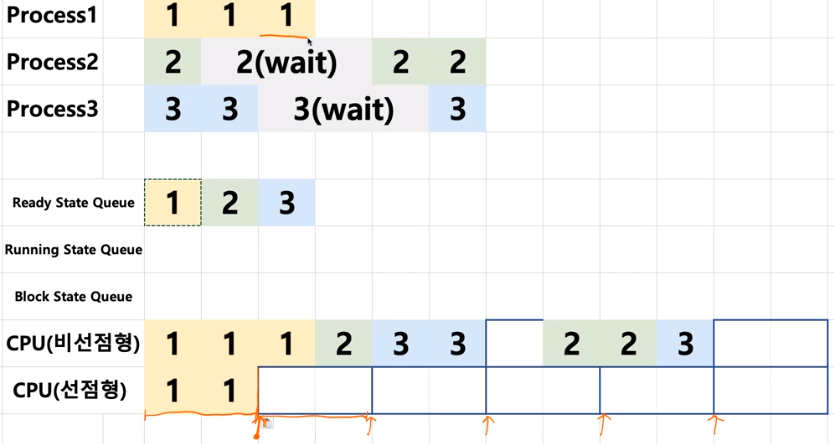 Process1 1 1 1
Process2 2 2(wait) 2 2
Process3 3 3 3(wait) 3
Ready State Queue 1 2 3
Running State Queue
Block State Queue
CPU(비선점형) 1 1 1 2 3 3 2 2 3
CPU(선점형) 1 1